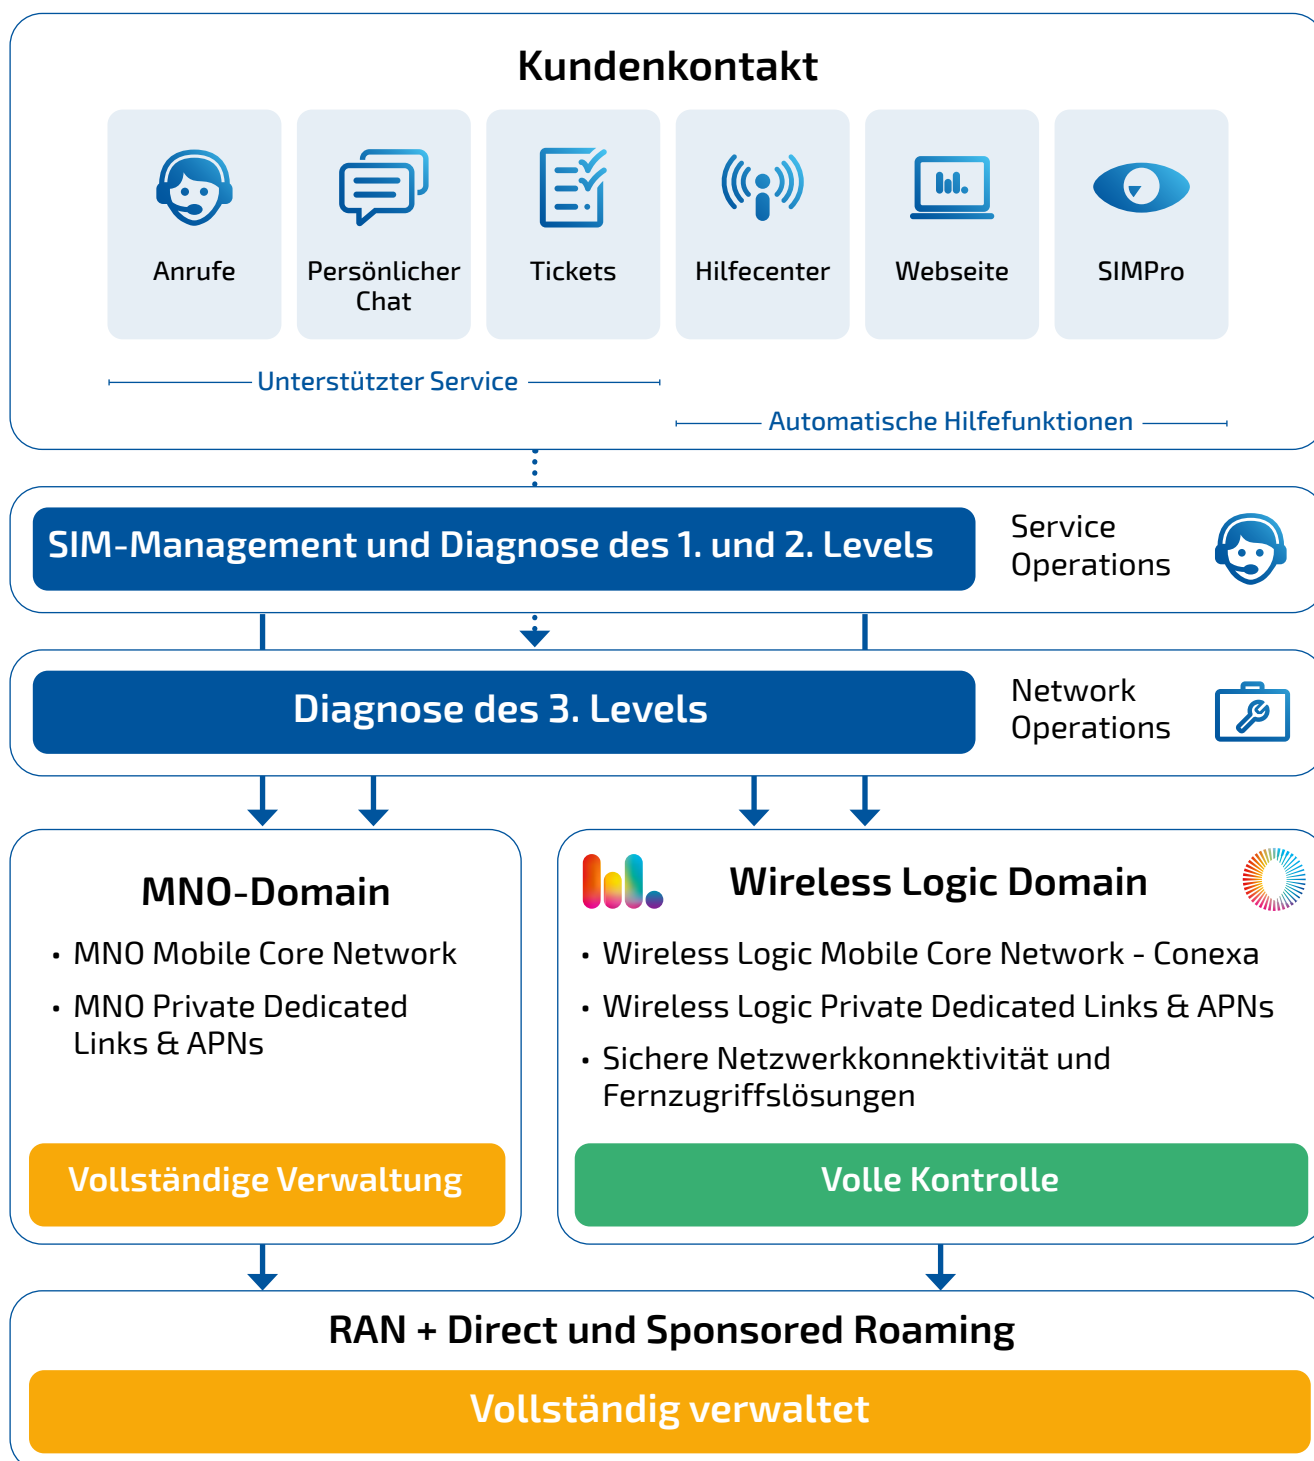 Kundenkontakt
Anrufe
Persönlicher
Chat
Tickets
Hilfecenter
Webseite
SIMPro
Unterstützter Service
Automatische Hilfefunktionen
SIM-Management und Diagnose des 1. und 2. Levels
Service
Operations
Diagnose des 3. Levels
Network
Operations
MNO-Domain
• MNO Mobile Core Network
• MNO Private Dedicated
Links & APNs
Vollständige Verwaltung
Wireless Logic Domain
• Wireless Logic Mobile Core Network - Conexa
• Wireless Logic Private Dedicated Links & APNs
• Sichere Netzwerkkonnektivität und
Fernzugriffslösungen
Volle Kontrolle
RAN + Direct und Sponsored Roaming
Vollständig verwaltet